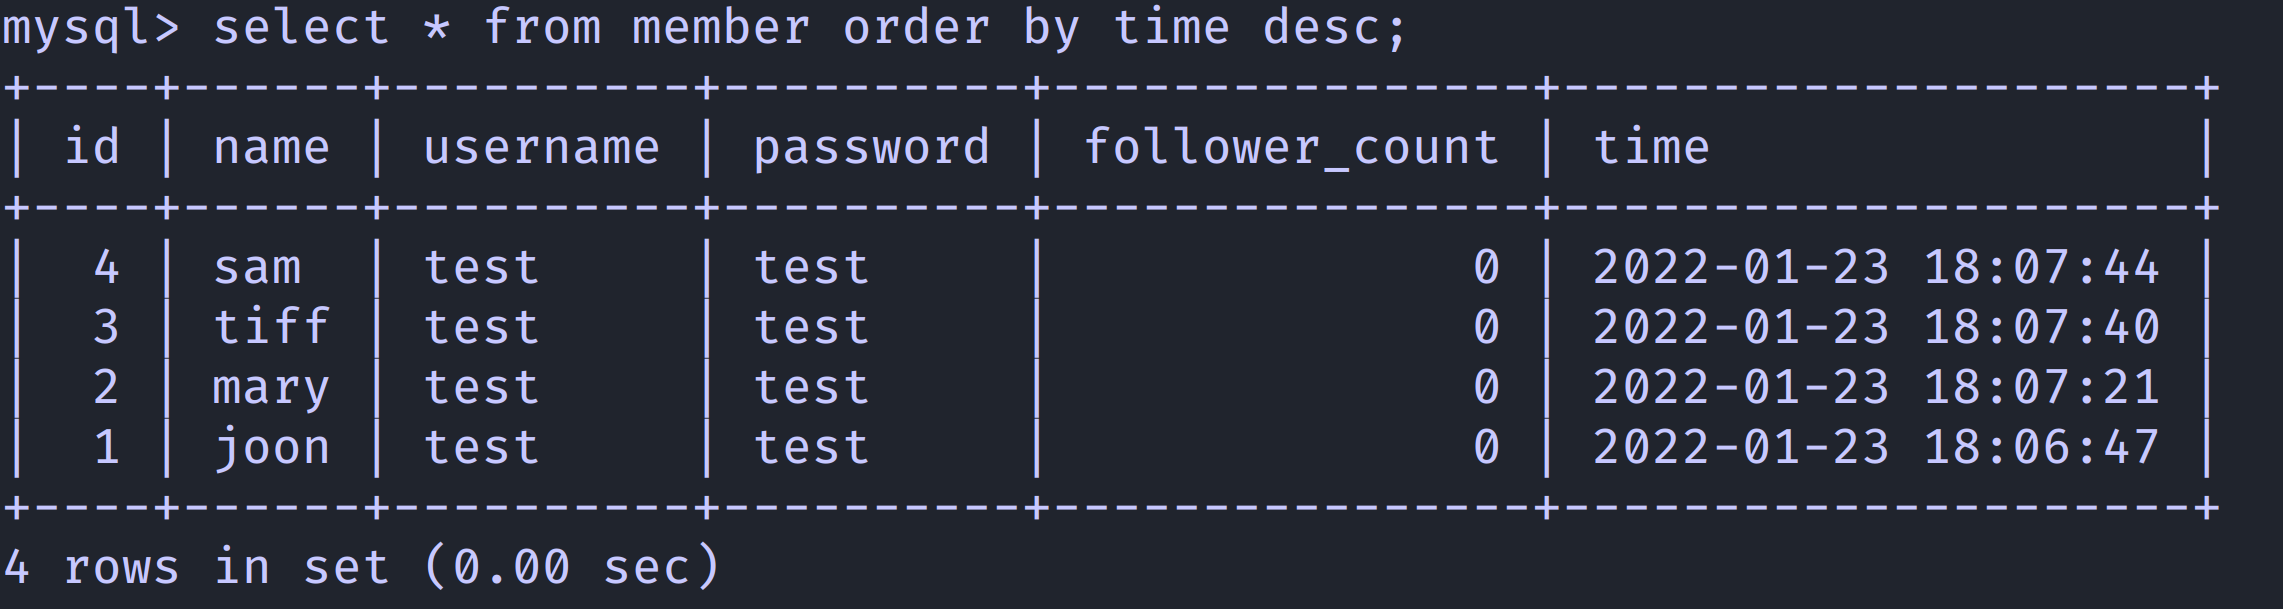 mysql> select * from member order by time desc;
+----+------+----------+----------+---------------+---------------------+
| id | name | username | password | follower_count | time                |
+----+------+----------+----------+---------------+---------------------+
|  4 | sam  | test     | test     |              0 | 2022-01-23 18:07:44 |
|  3 | tiff | test     | test     |              0 | 2022-01-23 18:07:40 |
|  2 | mary | test     | test     |              0 | 2022-01-23 18:07:21 |
|  1 | joon | test     | test     |              0 | 2022-01-23 18:06:47 |
+----+------+----------+----------+---------------+---------------------+
4 rows in set (0.00 sec)